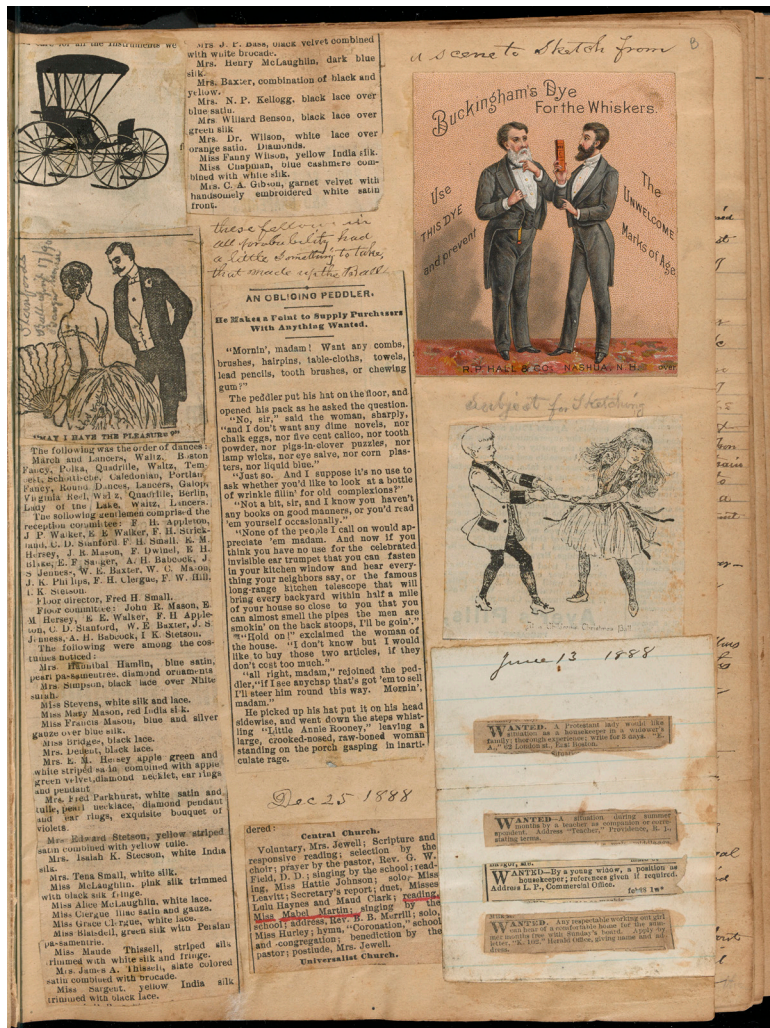 care for all the instruments we
Mrs. J. P. Bass, black velvet combined
with white brocade.
Mrs. Henry McLaughlin, dark blue
silk.
Mrs. Baxter, combination of black and
yellow.
Mrs. N. P. Kellogg, black lace over
blue satin.
Mrs Willard Benson, black lace over
green silk
Mrs. Dr. Wilson, white lace over
orange satin. Diamonds.
Miss Fanny Wilson, yellow India silk.
Miss Chapman, blue cashmere com-
bined with white silk.
Mrs. C. A. Gibson, garnet velvet with
handsomely embroidered white satin
front.
these fellows in
all probability had
a little something to take,
that made up the
"MAY I HAVE THE PLEASURE?"
The following was the order of dances:
March and Lancers, Waltz, Boston
Fancy, Polka, Quadrille, Waltz, Tem-
pest, Schottische, Caledonian, Portland
Fancy, Round Dances, Lancers, Galop,
Virginia Reel, Waltz, Quadrille, Berlin,
Lady of the Lake, Waltz, Lancers.
The following gentlemen comprised the
reception committee: F. H. Appleton,
J P. Walker, E E Walker, F H. Strick-
land, C. D. Stanford F. H. Small, E. M.
Hersey, J. R. Mason, F. Dwinel, E H.
Blake, E. F. Sanger, A. H. Babcock, J.
S Jenness, W. E. Baxter, W. C. Mason,
J. K. Phillips, F. H. Clergue, F. W. Hill,
I. K. Stetson.
Floor director, Fred H. Small.
Floor committee: John R. Mason, E
M Hersey, E E. Walker, F. H Apple-
ton, C. D. Stanford, W. E Baxter, J. S.
Jenness, A. H. Babcock, I K. Stetson.
The following were among the cos-
tumes noticed:
Mrs. Hannibal Hamlin, blue satin,
pearl passamentres, diamond ornaments
Mrs Simpson, black lace over Nile
surah.
Miss Stevens, white silk and lace.
Miss Mary Mason, red India silk.
Miss Francis Mason, blue and silver
gauze over blue silk.
Miss Bridge, black lace.
Mrs. Dedent, black lace.
Mrs. E. M. Hersey apple green and
white striped satin combined with apple
green velvet, diamond necklet, ear rings
and pendant
Mrs. Fred Parkhurst, white satin and
tulle, pearl necklace, diamond pendant
and ear rings, exquisite bouquet of
violets.
Mrs Edward Stetson, yellow striped
satin combined with yellow tulle.
Mrs. Isaiah K. Stetson, white India
silk.
Mrs. Tena Small, white silk.
Miss McLaughlin, pink silk trimmed
with black silk fringe
Miss Alice McLaughlin, white lace.
Miss Clergue lilac satin and gauze.
Miss Grace Clergue, white lace.
Miss Blaisdell, green silk with Persian
passamentrie.
Miss Maude Thissell, striped silk
trimmed with white silk and fringe.
Mrs. James A. Thissell, slate colored
satin combined with brocade.
Miss Sargent, yellow India silk
trimmed with black lace.
AN OBLIGING PEDDLER.
He Makes a Point to Supply Purchasers
With Anything Wanted.
"Mornin', madam! Want any combs,
brushes, hairpins, table-cloths, towels,
lead pencils, tooth brushes, or chewing
gum?"
The peddler put his hat on the floor, and
opened his pack as he asked the question.
"No, sir," said the woman, sharply,
"and I don't want any dime novels, nor
chalk eggs, nor five cent calico, nor tooth
powder, nor pigs-in-clover puzzles, nor
lamp wicks, nor eye salve, nor corn plas-
ters, nor liquid blue."
"Just so. And I suppose it's no use to
ask whether you'd like to look at a bottle
of wrinkle fillin' for old complexions?"
"Not a bit, sir, and I know you haven't
any books on good manners, or you'd read
'em yourself occasionally."
"None of the people I call on would ap-
preciate 'em madam. And now if you
think you have no use for the celebrated
invisible ear trumpet that you can fasten
in your kitchen window and hear every-
thing your neighbors say, or the famous
long-range kitchen telescope that will
bring every backyard within half a mile
of your house so close to you that you
can almost smell the pipes the men are
smokin' on the back stoops, I'll be goin'."
"Hold on!" exclaimed the woman of
the house. "I don't know but I would
like to buy those two articles, if they
don't cost too much."
"all right, madam," rejoined the ped-
dler, "if I see any chap that's got 'em to sell
I'll steer him round this way. Mornin',
madam."
He picked up his hat put it on his head
sidewise, and went down the steps whist-
ling "Little Annie Rooney," leaving a
large, crooked-nosed, raw-boned woman
standing on the porch gasping in inarti-
culate rage.
Dec 25 1888
dered:
Central Church.
Voluntary, Mrs. Jewell; Scripture and
responsive reading; selection by the
choir; prayer by the pastor, Rev. G. W.
Field, D. D.; singing by the school; read-
ing, Miss Hattie Johnson; solo, Miss
Leavitt; Secretary's report; duet, Misses
Lulu Haynes and Maud Clark; reading,
Miss Mabel Martin; singing by the
school; address, Rev. B. B. Merrill; solo,
Miss Hurley; hymn, "Coronation," school
and congregation; benediction by the
pastor; postlude, Mrs. Jewell.
Universalist Church.
a scene to Sketch from
8
Buckingham's Dye
For the Whiskers.
Use
THIS DYE
and prevent
The
UNWELCOME
Marks of Age
R. P. HALL & CO. NASHUA, N. H.
OVER
Subject for Sketching
Christmas Ball
June 13 1888
WANTED. A Protestant lady would like
situation as a housekeeper in a widower's
family; thorough experience; write for 3 days. "E.
A.," 62 London st., East Boston.
WANTED—A situation during summer
months by a teacher as companion or corre-
spondent. Address "Teacher," Providence, R. I.,
stating terms.
WANTED—By a young widow, a position as
housekeeper; references given if required.
Address L. P., Commercial Office.
WANTED. Any respectable working out girl
can hear of a comfortable home for the sum-
mer months free with Sunday's board. Apply by
letter, Herald Office, giving name and ad-
dress.